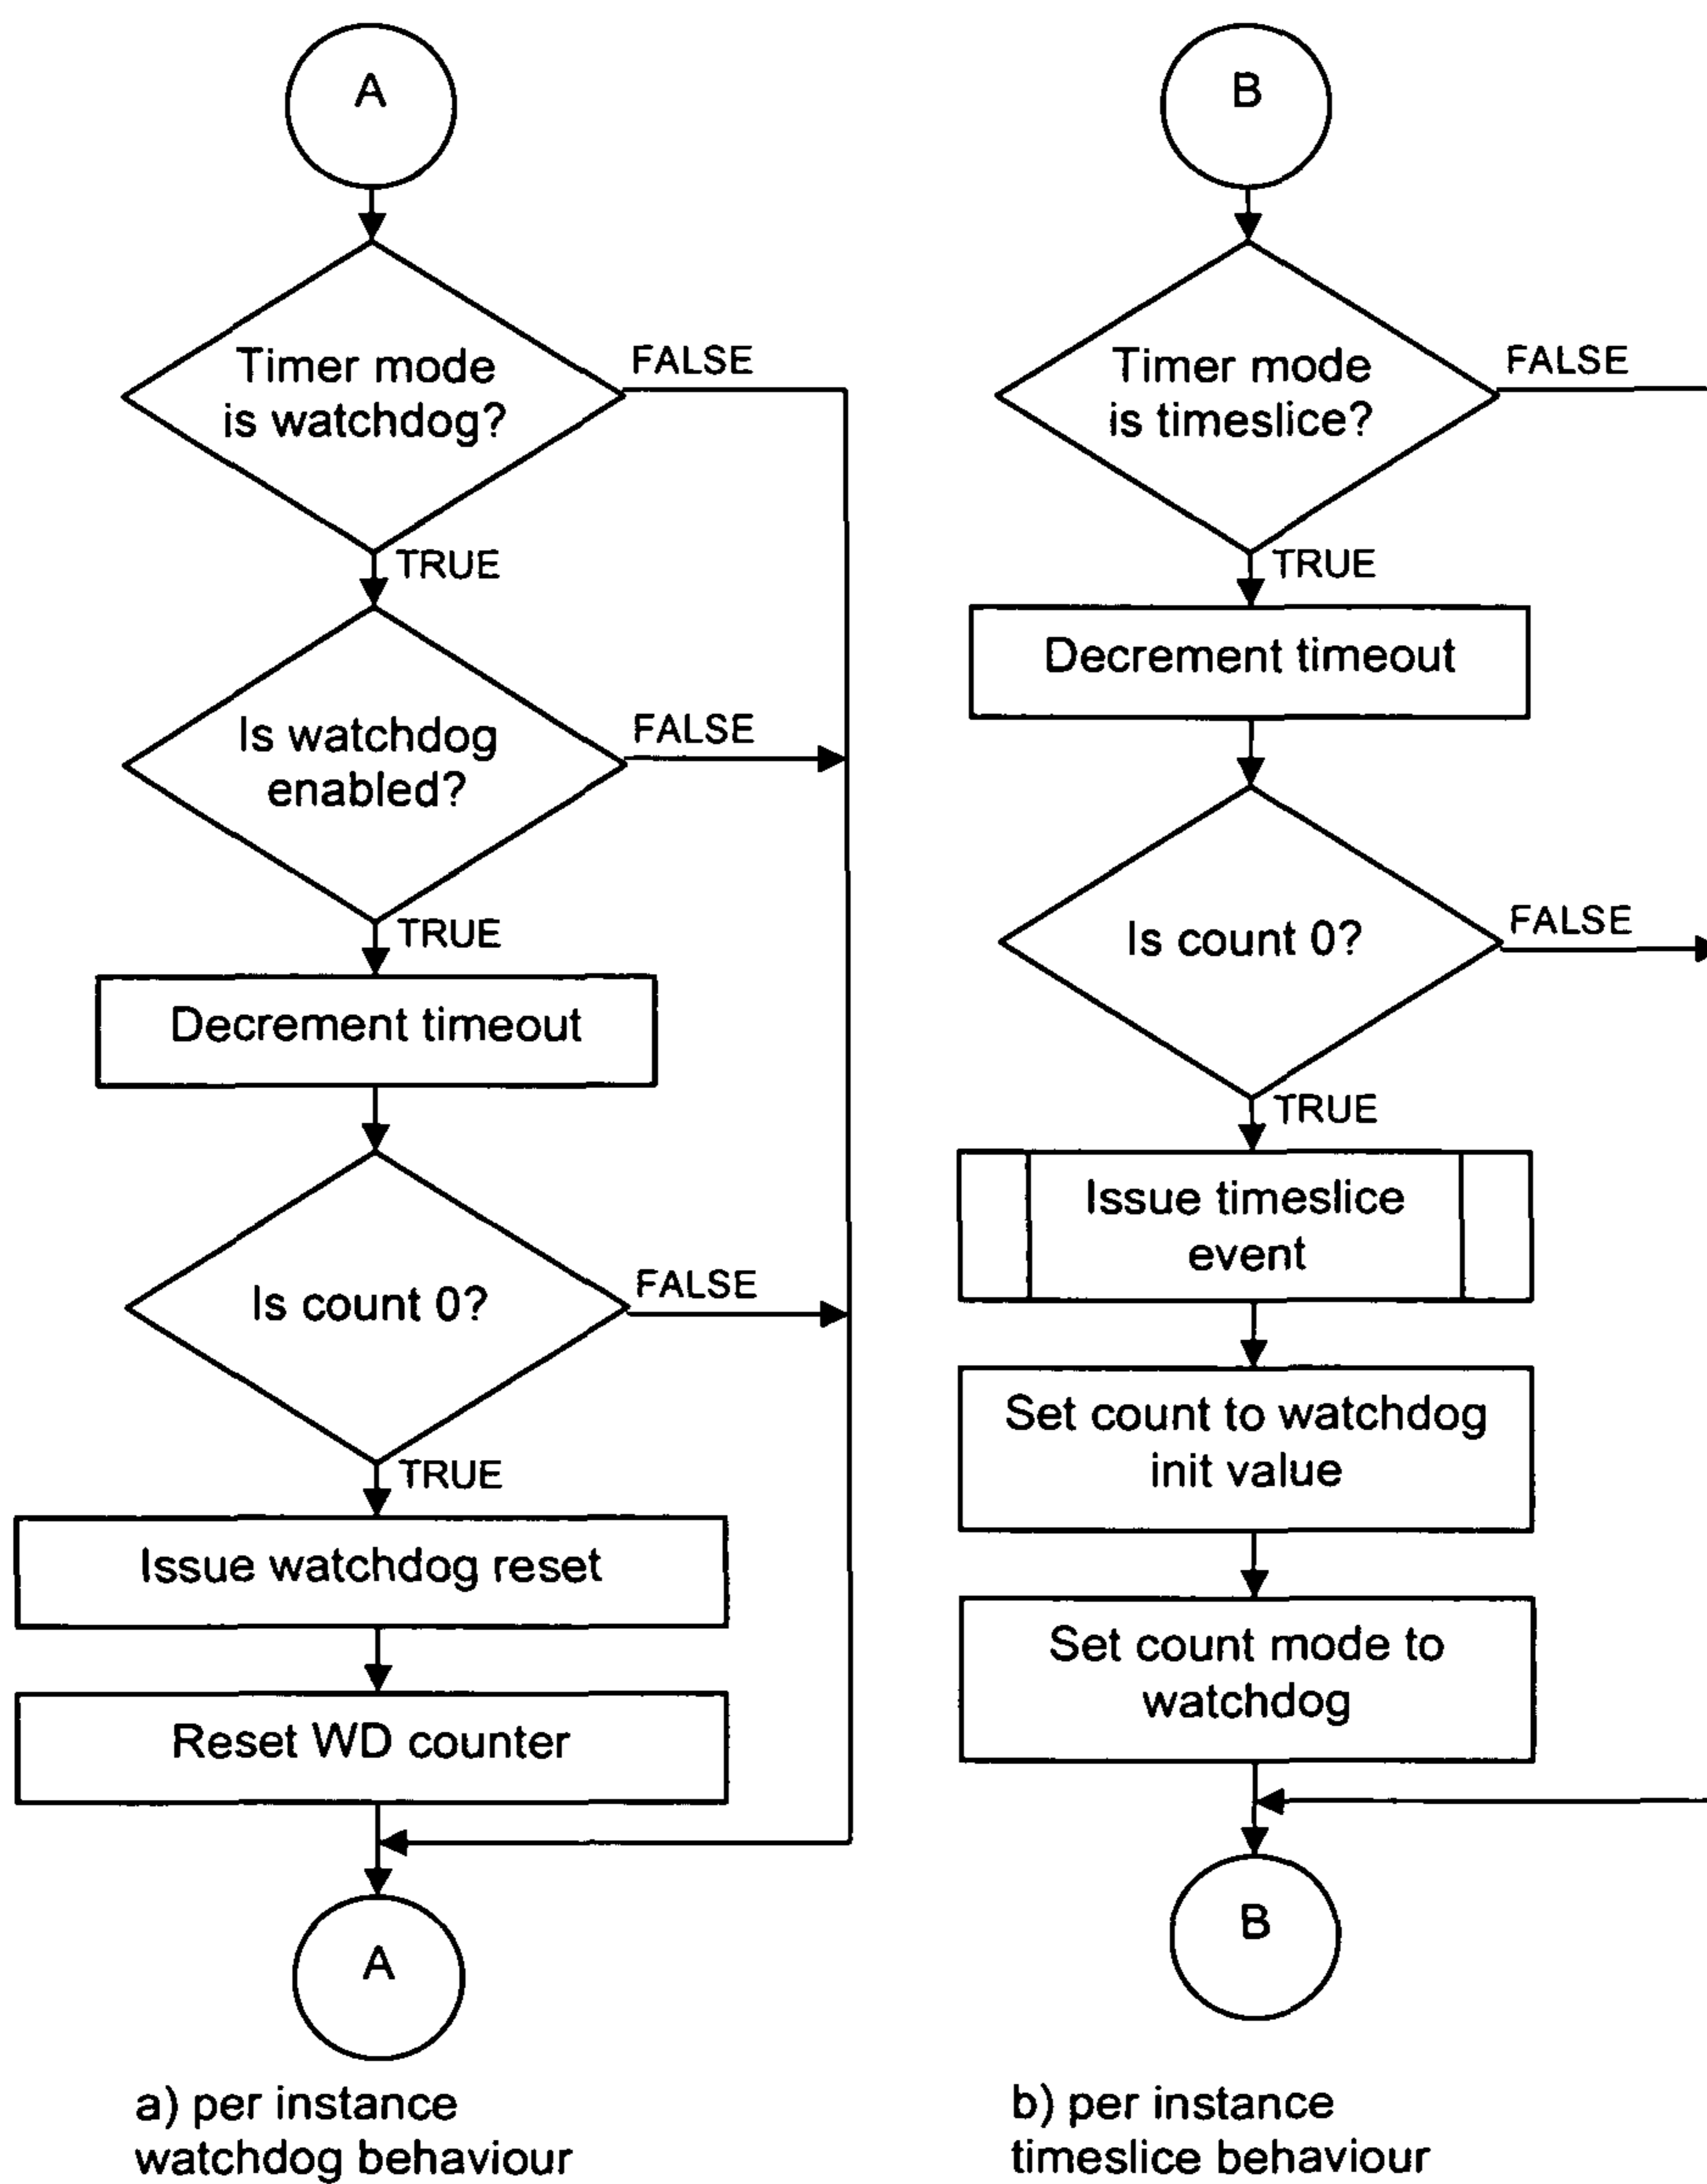 A
Timer mode
is watchdog?
FALSE
TRUE
Is watchdog
enabled?
FALSE
TRUE
Decrement timeout
Is count 0?
FALSE
TRUE
Issue watchdog reset
Reset WD counter
A
a) per instance
watchdog behaviour
B
Timer mode
is timeslice?
FALSE
TRUE
Decrement timeout
Is count 0?
FALSE
TRUE
Issue timeslice
event
Set count to watchdog
init value
Set count mode to
watchdog
B
b) per instance
timeslice behaviour